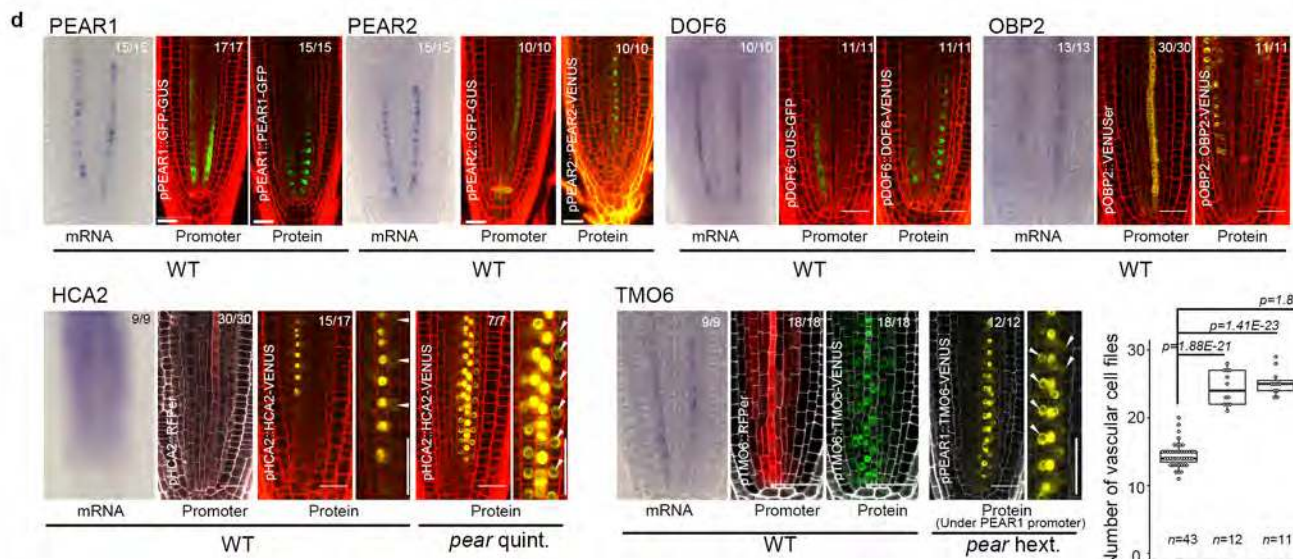 d
PEAR1
PEAR2
DOF6
OBP2
15/15
1717
15/15
15/15
10/10
10/10
10/10
11/11
11/11
13/13
30/30
11/11
pPEAR1::GFP-GUS
pPEAR1::PEAR1-GFP
pPEAR2::GFP-GUS
pPEAR2::PEAR2-VENUS
pDOF6::GUS-GFP
pDOF6::DOF6-VENUS
pOBP2::VENUSer
pOBP2::OBP2-VENUS
mRNA Promoter Protein
mRNA Promoter Protein
mRNA Promoter Protein
mRNA Promoter Protein
WT
WT
WT
WT
HCA2
TMO6
9/9
30/30
15/17
7/7
9/9
18/18
18/18
12/12
pHCA2::RFPer
pHCA2::HCA2-VENUS
pHCA2::HCA2-VENUS
pTMO6::RFPer
pTMO6::TMO6-VENUS
pPEAR1::TMO6-VENUS
mRNA Promoter Protein Protein
WT
pear quint.
mRNA Promoter Protein Protein
(Under PEAR1 promoter)
WT
pear hext.
p=1.8
p=1.41E-23
p=1.88E-21
Number of vascular cell files
30
20
10
0
n=43 n=12 n=11